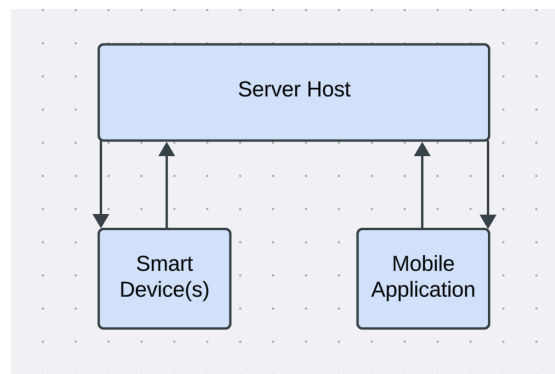 Server Host
Smart
Device(s)
Mobile
Application